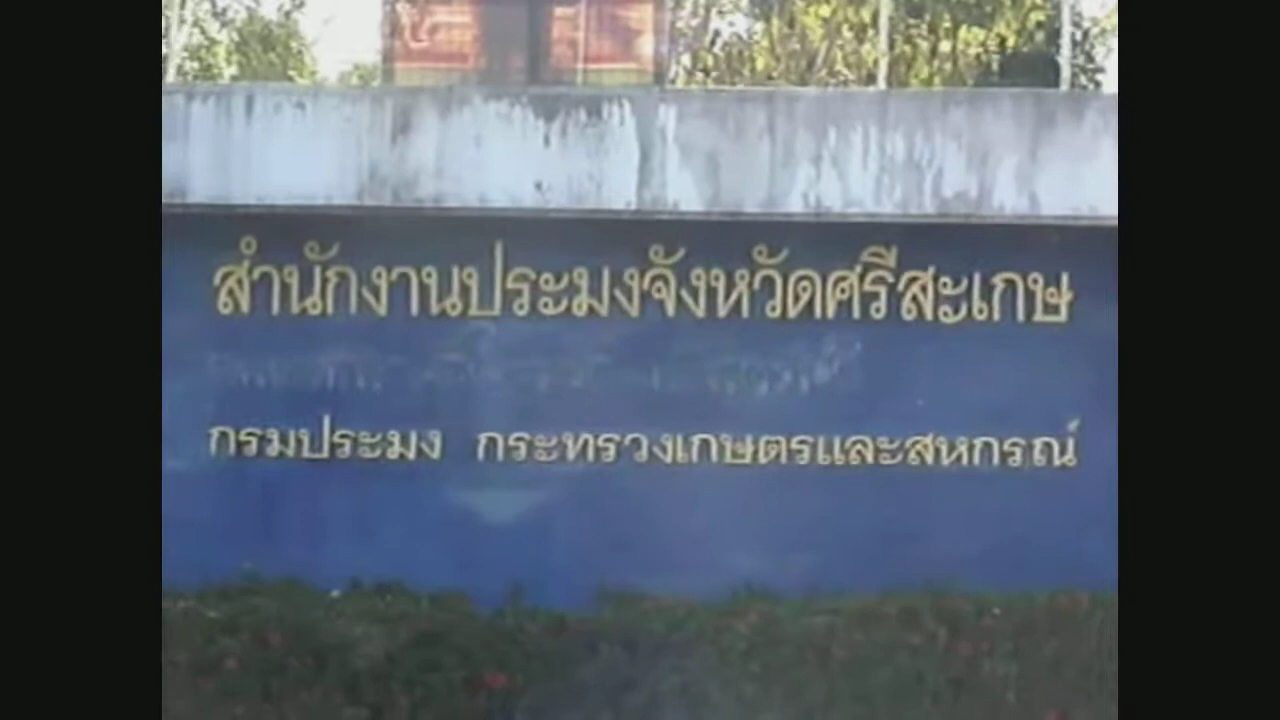 สำนักงานประมงจังหวัดศรีสะเกษ
กรมประมง กระทรวงเกษตรและสหกรณ์